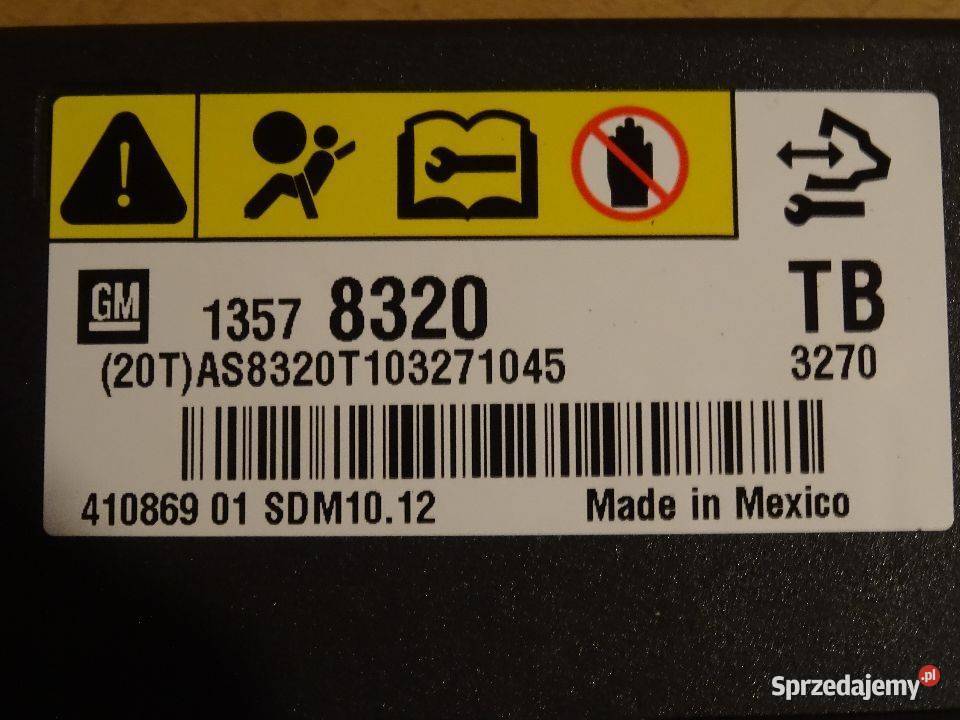 GM 1357 8320 TB
(20T)AS8320T103271045 3270
410869 01 SDM10.12 Made in Mexico
Sprzedajemy.pl